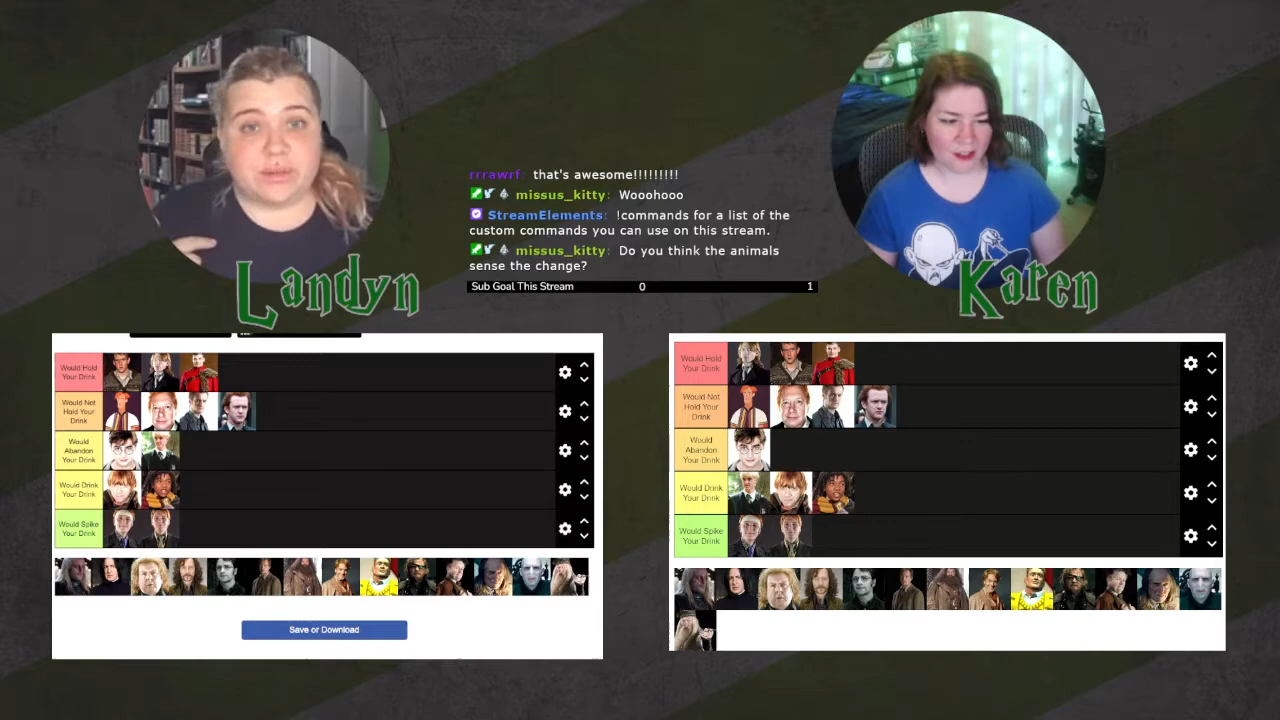 rrrawrf: that's awesome!!!!!!!!!
missus_kitty: Wooohooo
StreamElements: !commands for a list of the
custom commands you can use on this stream.
missus_kitty: Do you think the animals
sense the change?
Sub Goal This Stream 0 1
Landyn
Karen
Would Hold
Your Drink
Would Not
Hold Your
Drink
Would
Abandon
Your Drink
Would Drink
Your Drink
Would Spike
Your Drink
Save or Download
Would Hold
Your Drink
Would Not
Hold Your
Drink
Would
Abandon
Your Drink
Would Drink
Your Drink
Would Spike
Your Drink